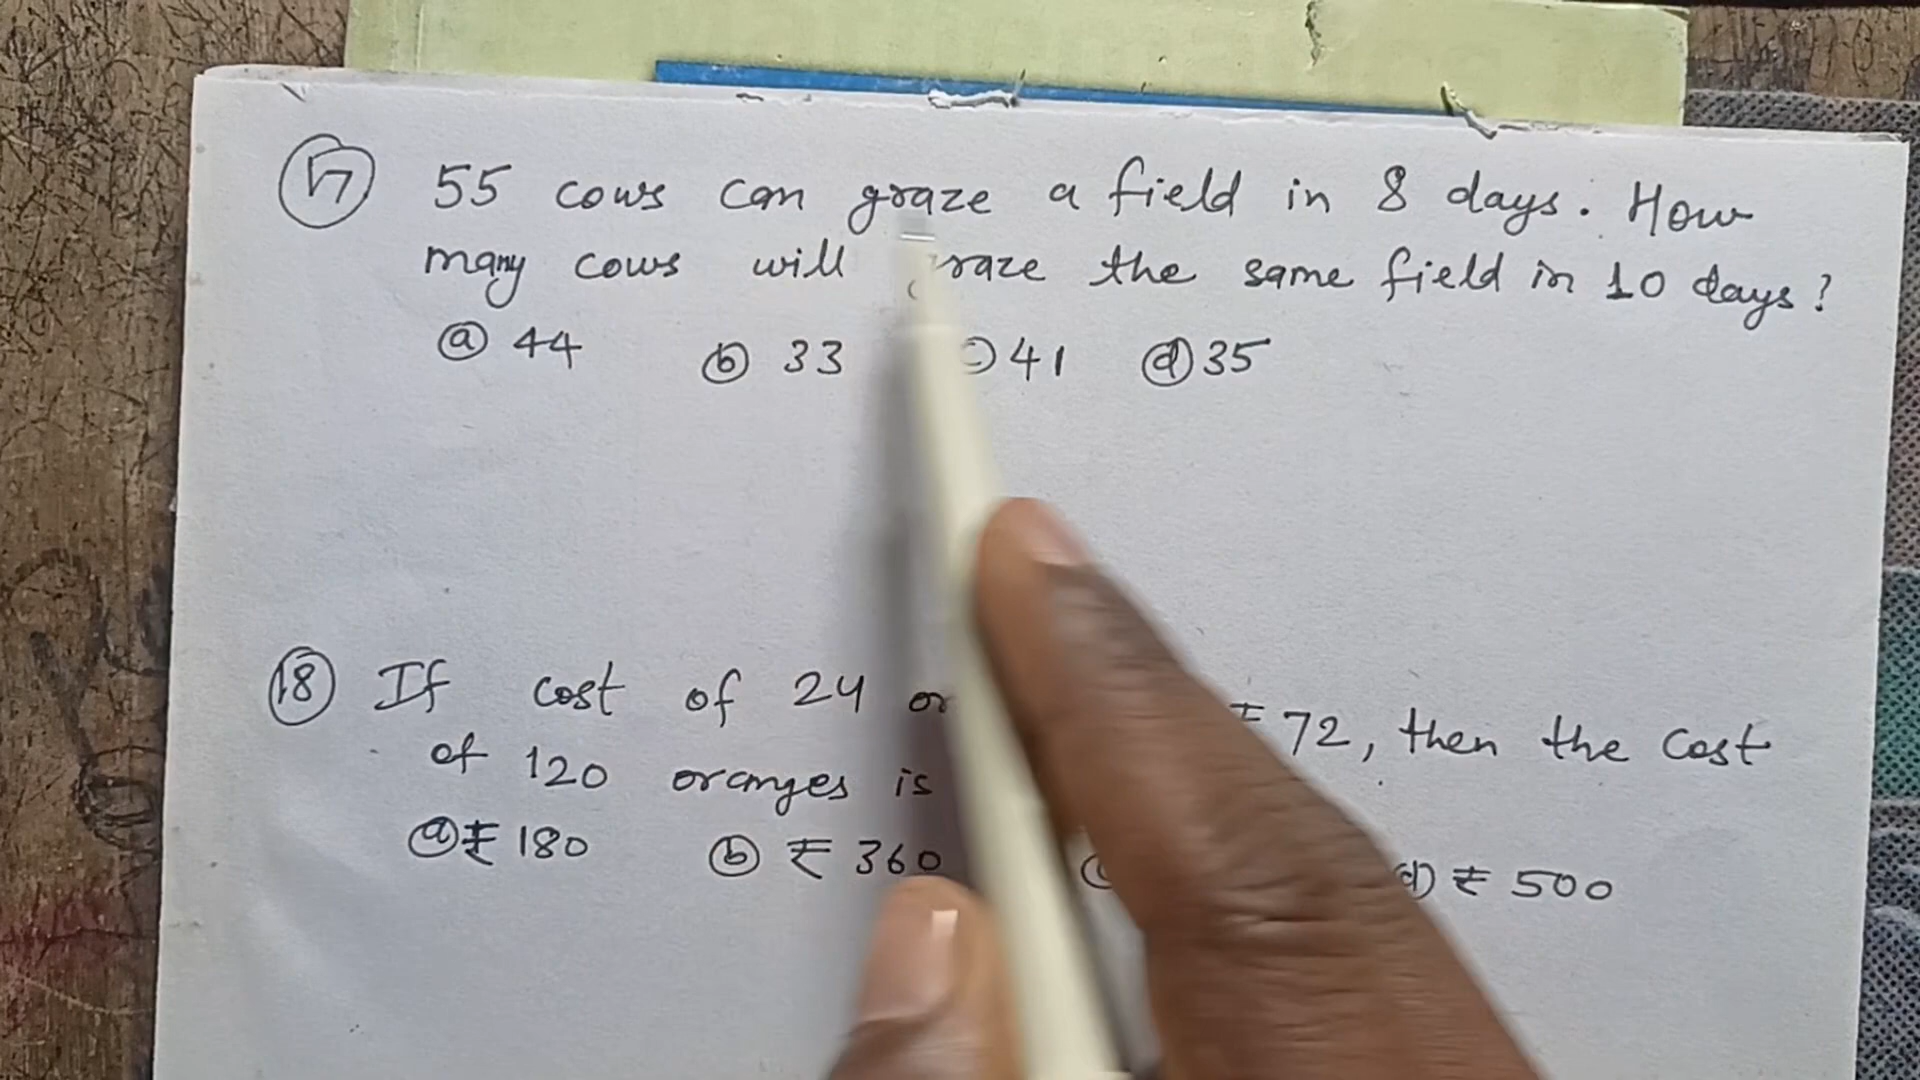 17 55 cows can graze a field in 8 days. How
many cows will graze the same field in 10 days?
a 44 b 33 c 41 d 35
18 If cost of 24 ₹ 72, then the cost
of 120 oranges is
a ₹ 180 b ₹ 360 d ₹ 500